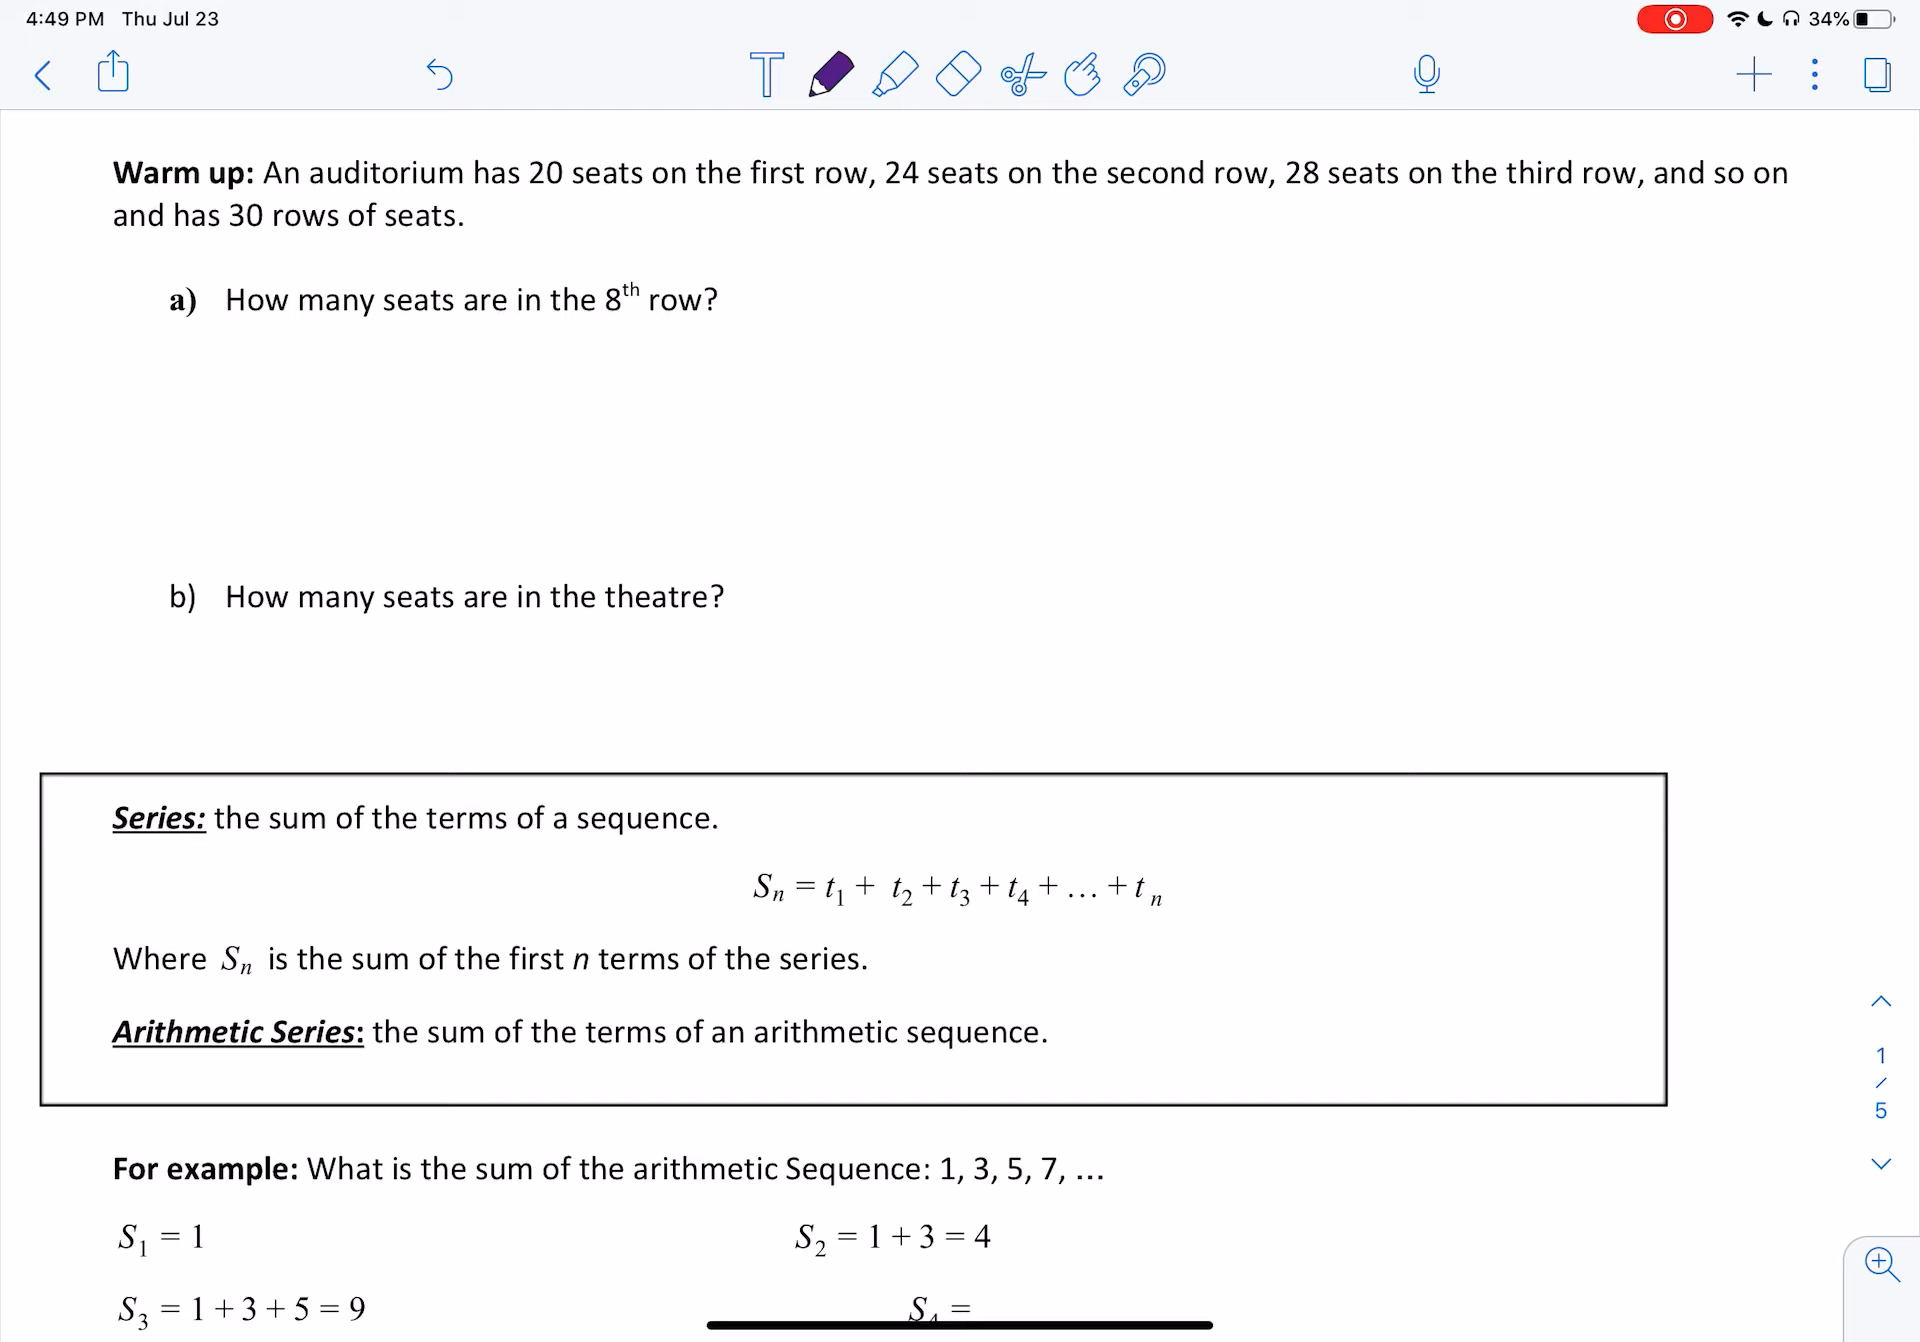 4:49 PM Thu Jul 23 34%
T
Warm up: An auditorium has 20 seats on the first row, 24 seats on the second row, 28 seats on the third row, and so on
and has 30 rows of seats.
a) How many seats are in the 8th row?
b) How many seats are in the theatre?
Series: the sum of the terms of a sequence.
Sn = t1 + t2 + t3 + t4 + ... + tn
Where Sn is the sum of the first n terms of the series.
Arithmetic Series: the sum of the terms of an arithmetic sequence.
1
/
5
For example: What is the sum of the arithmetic Sequence: 1, 3, 5, 7, ...
S1 = 1 S2 = 1 + 3 = 4
S3 = 1 + 3 + 5 = 9 S4 =